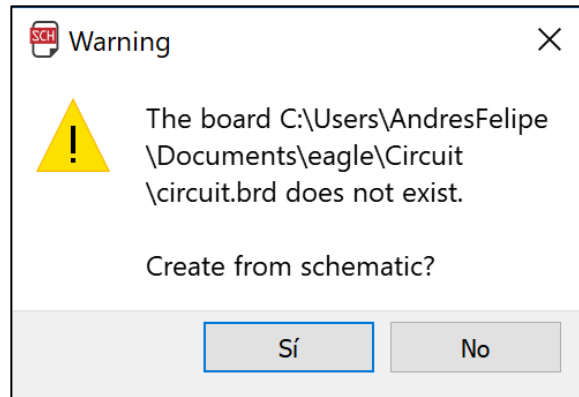 SCH Warning
The board C:\Users\AndresFelipe
\Documents\eagle\Circuit
\circuit.brd does not exist.
Create from schematic?
Sí No